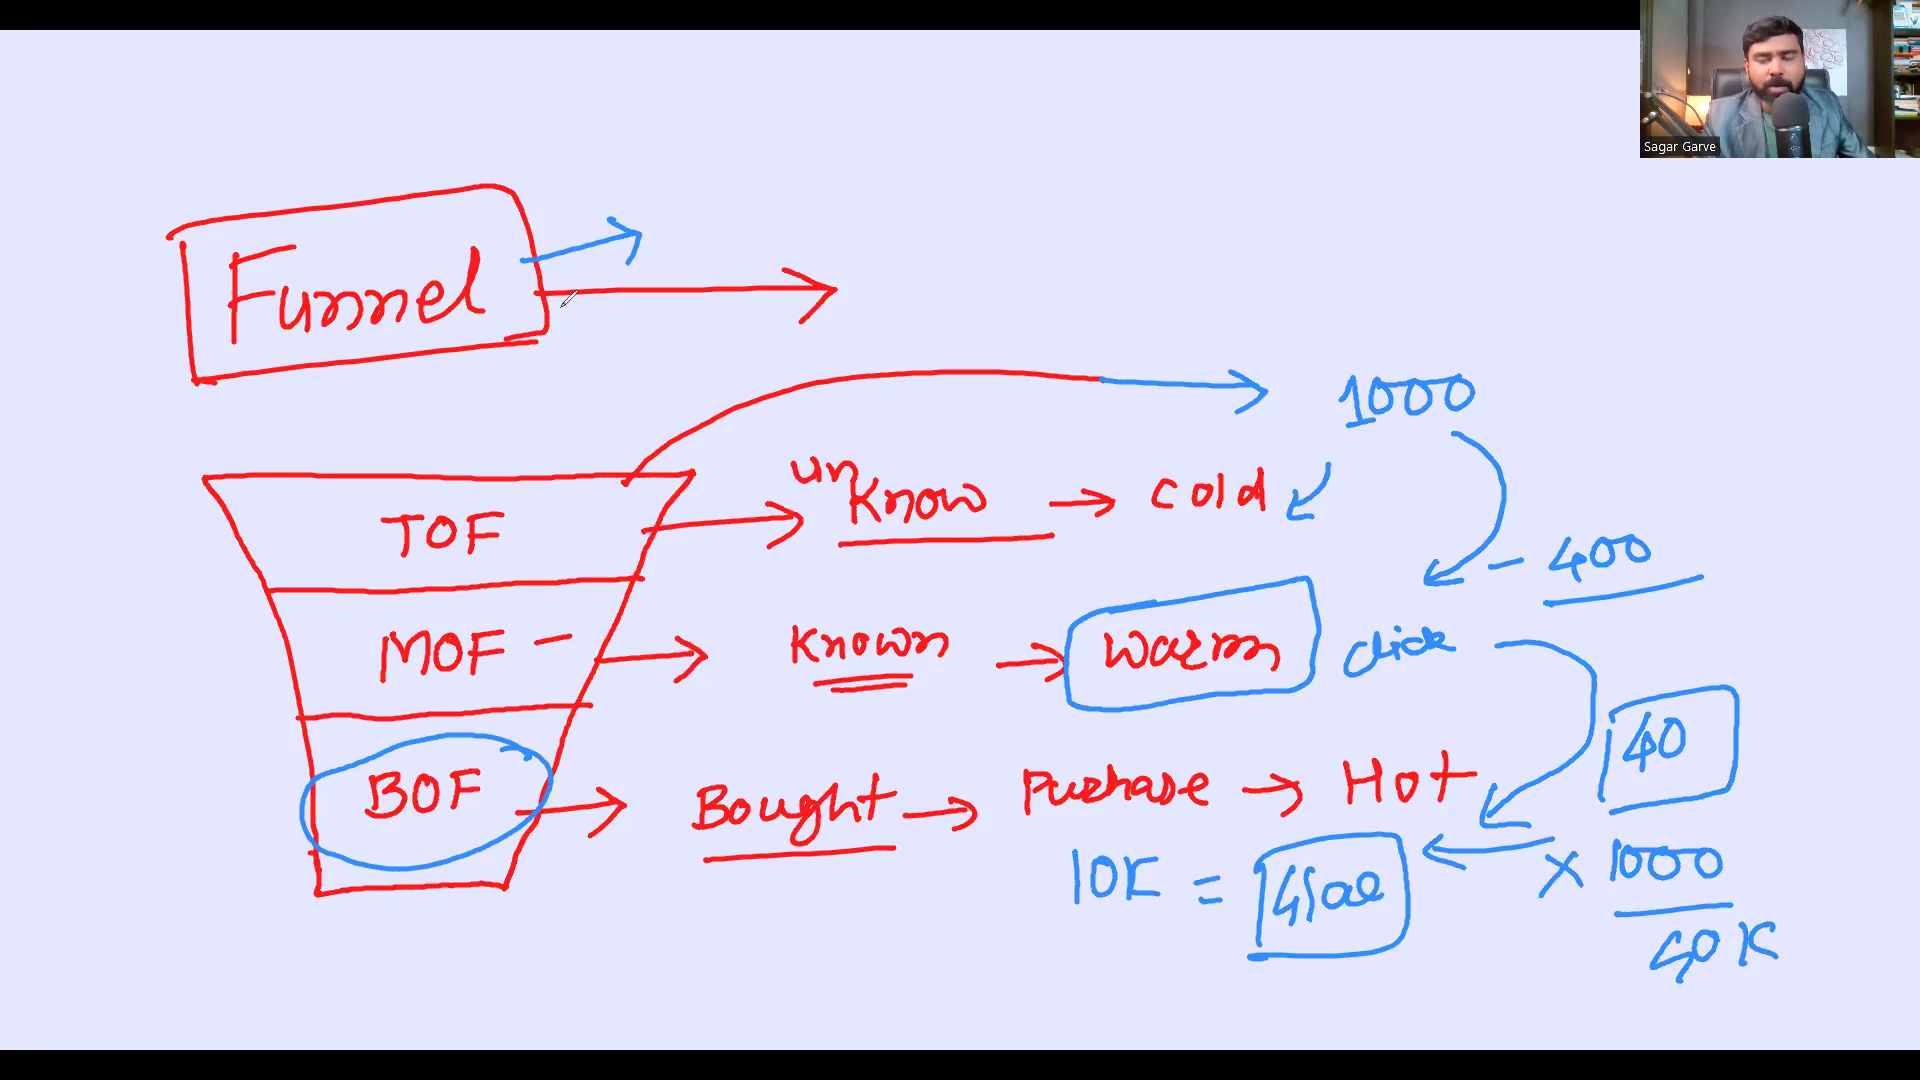 Sagar Garve
Funnel
1000
TOF → unKnow → cold
- 400
MOF - → Known → warm click
40
BOF → Bought → Purchase → Hot
10K = × 1000
40K